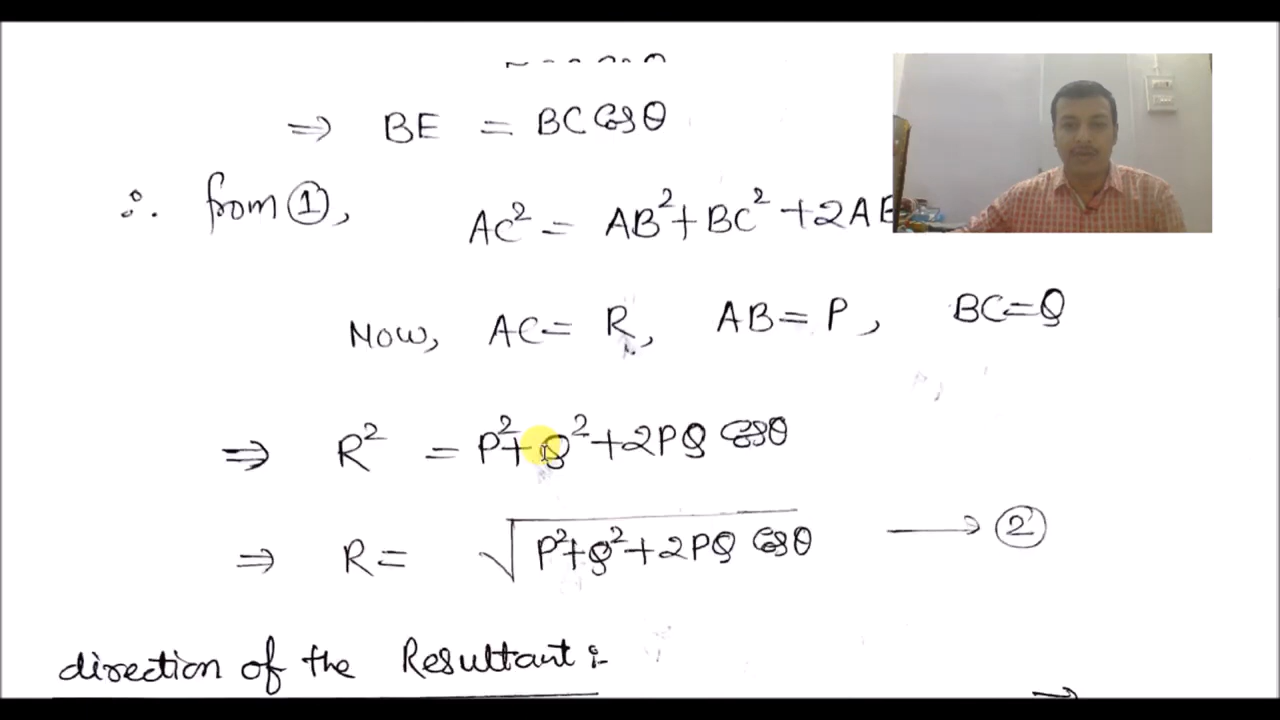 ⇒ BE = BC Cosθ
∴ from ①, AC² = AB² + BC² + 2A
Now, AC = R, AB = P, BC = Q
⇒ R² = P² + Q² + 2PQ Cosθ
⇒ R = √(P² + Q² + 2PQ Cosθ) ⟶ ②
direction of the Resultant :-